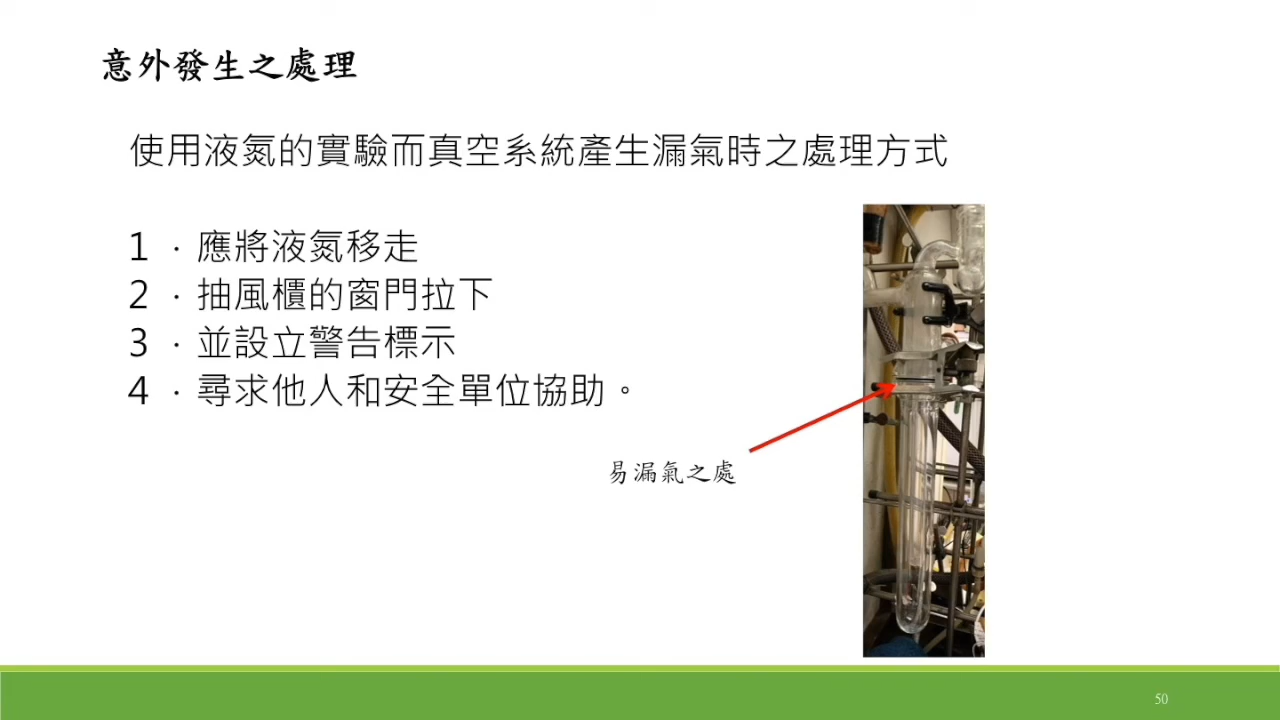 意外發生之處理
使用液氮的實驗而真空系統產生漏氣時之處理方式
1．應將液氮移走
2．抽風櫃的窗門拉下
3．並設立警告標示
4．尋求他人和安全單位協助。
易漏氣之處
50